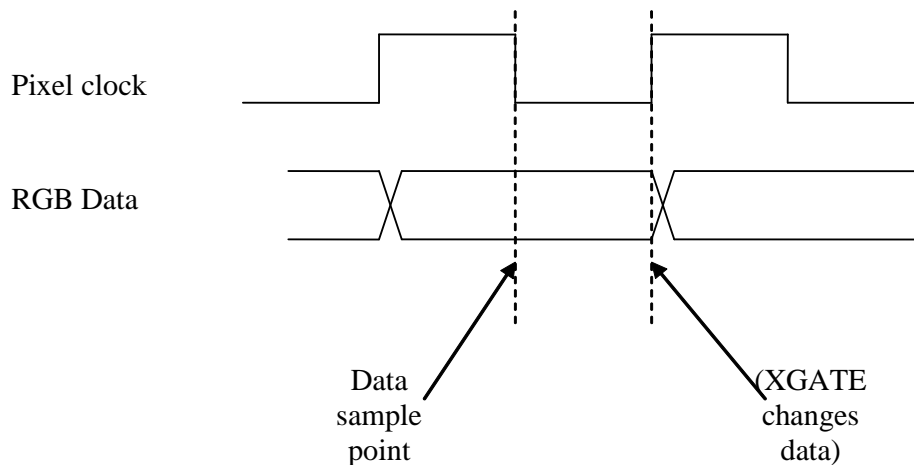 Pixel clock
RGB Data
Data
sample
point
(XGATE
changes
data)